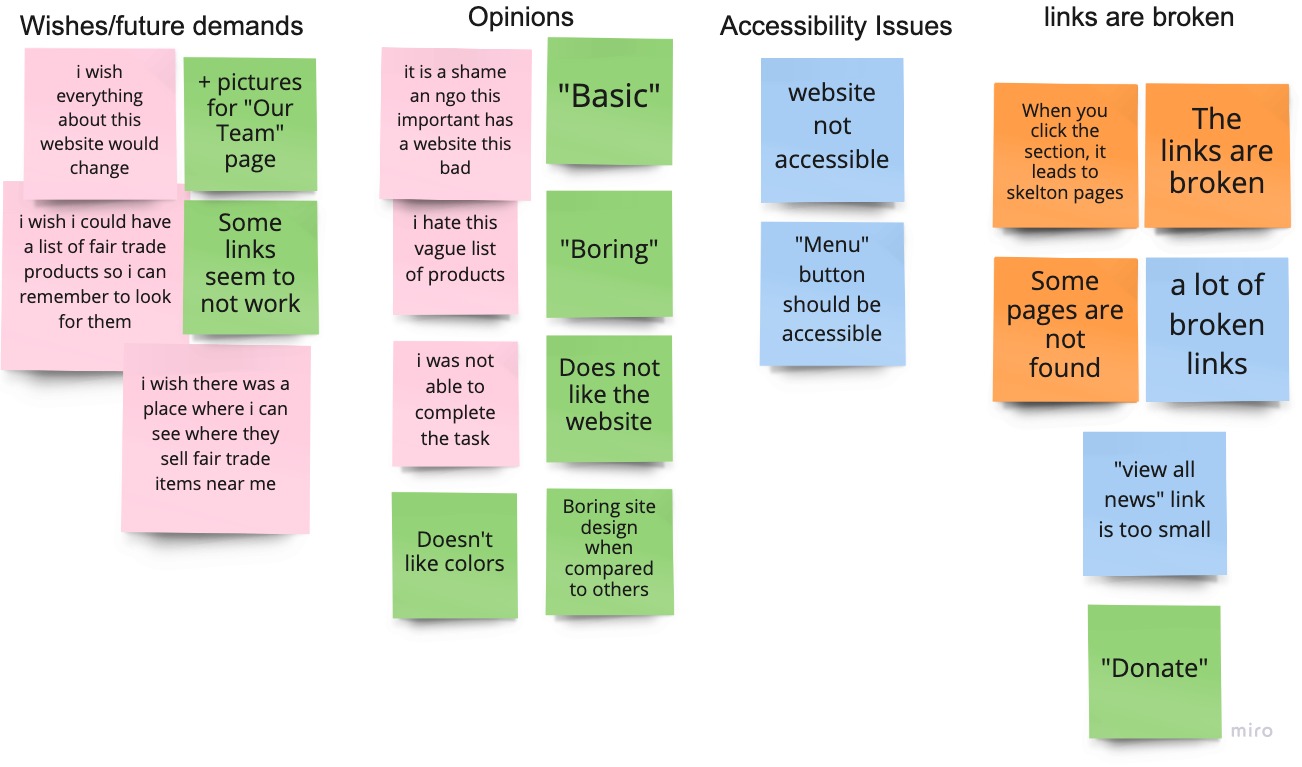 Wishes/future demands
i wish
everything
about this
website would
change
+ pictures
for "Our
Team"
page
i wish i could have
a list of fair trade
products so i can
remember to look
for them
Some
links
seem to
not work
i wish there was a
place where i can
see where they
sell fair trade
items near me
Opinions
it is a shame
an ngo this
important has
a website this
bad
"Basic"
i hate this
vague list
of products
"Boring"
i was not
able to
complete
the task
Does not
like the
website
Doesn't
like colors
Boring site
design
when
compared
to others
Accessibility Issues
website
not
accessible
"Menu"
button
should be
accessible
links are broken
When you
click the
section, it
leads to
skelton pages
The
links are
broken
Some
pages are
not
found
a lot of
broken
links
"view all
news" link
is too small
"Donate"
miro